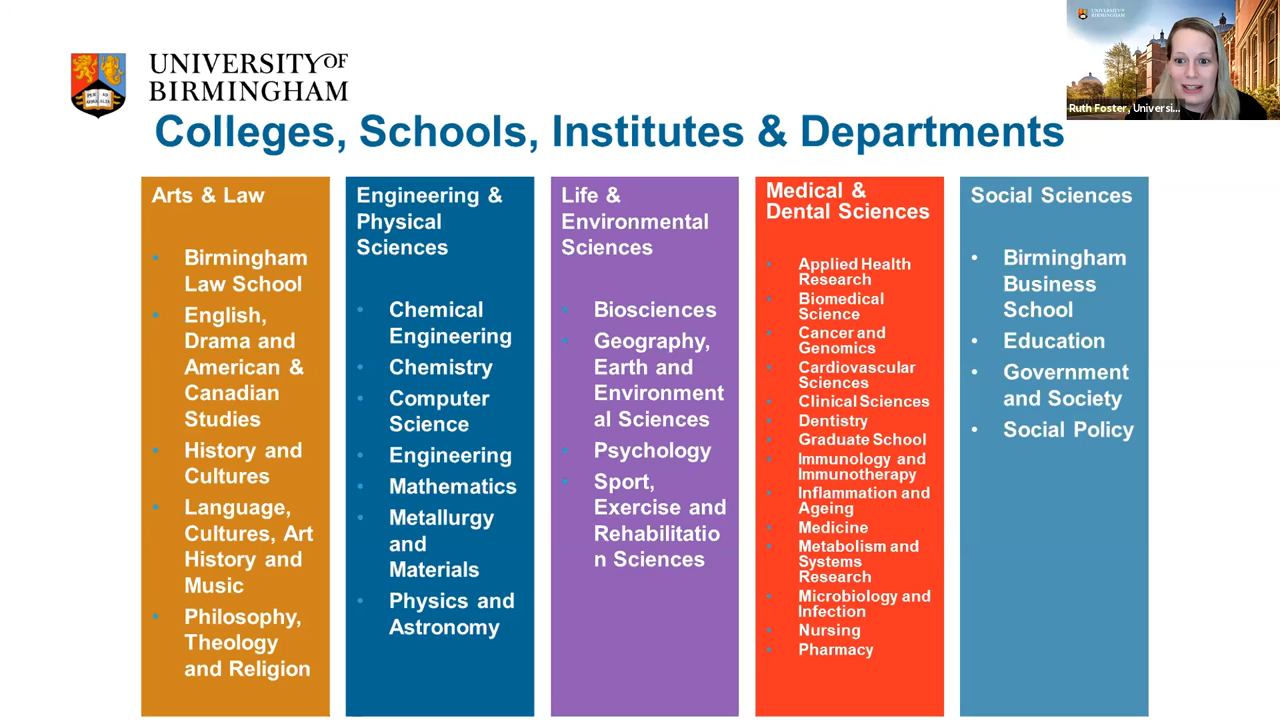 UNIVERSITY OF
BIRMINGHAM
UNIVERSITY OF
BIRMINGHAM
Ruth Foster, Universi...
Colleges, Schools, Institutes & Departments
Arts & Law
• Birmingham
Law School
• English,
Drama and
American &
Canadian
Studies
• History and
Cultures
• Language,
Cultures, Art
History and
Music
• Philosophy,
Theology
and Religion
Engineering &
Physical
Sciences
• Chemical
Engineering
• Chemistry
• Computer
Science
• Engineering
• Mathematics
• Metallurgy
and
Materials
• Physics and
Astronomy
Life &
Environmental
Sciences
• Biosciences
• Geography,
Earth and
Environment
al Sciences
• Psychology
• Sport,
Exercise and
Rehabilitatio
n Sciences
Medical &
Dental Sciences
• Applied Health
Research
• Biomedical
Science
• Cancer and
Genomics
• Cardiovascular
Sciences
• Clinical Sciences
• Dentistry
• Graduate School
• Immunology and
Immunotherapy
• Inflammation and
Ageing
• Medicine
• Metabolism and
Systems
Research
• Microbiology and
Infection
• Nursing
• Pharmacy
Social Sciences
• Birmingham
Business
School
• Education
• Government
and Society
• Social Policy